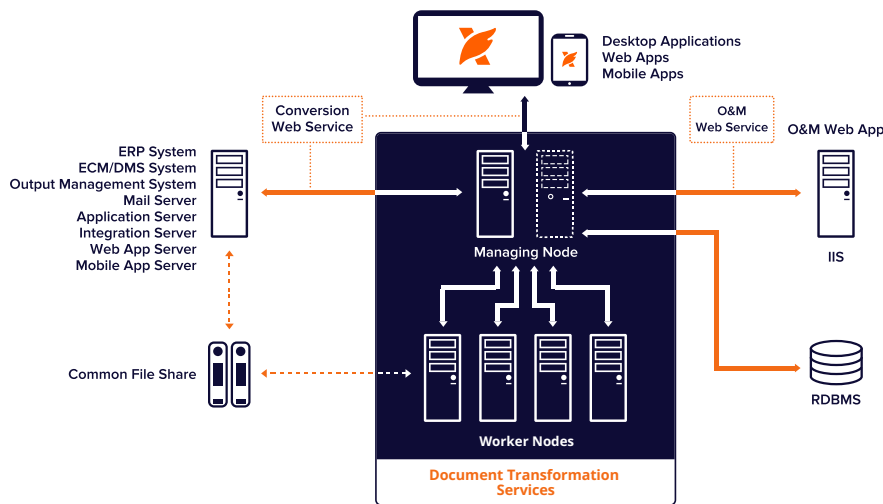 Desktop Applications
Web Apps
Mobile Apps
Conversion
Web Service
O&M
Web Service
O&M Web App
ERP System
ECM/DMS System
Output Management System
Mail Server
Application Server
Integration Server
Web App Server
Mobile App Server
Managing Node
IIS
Common File Share
RDBMS
Worker Nodes
Document Transformation
Services